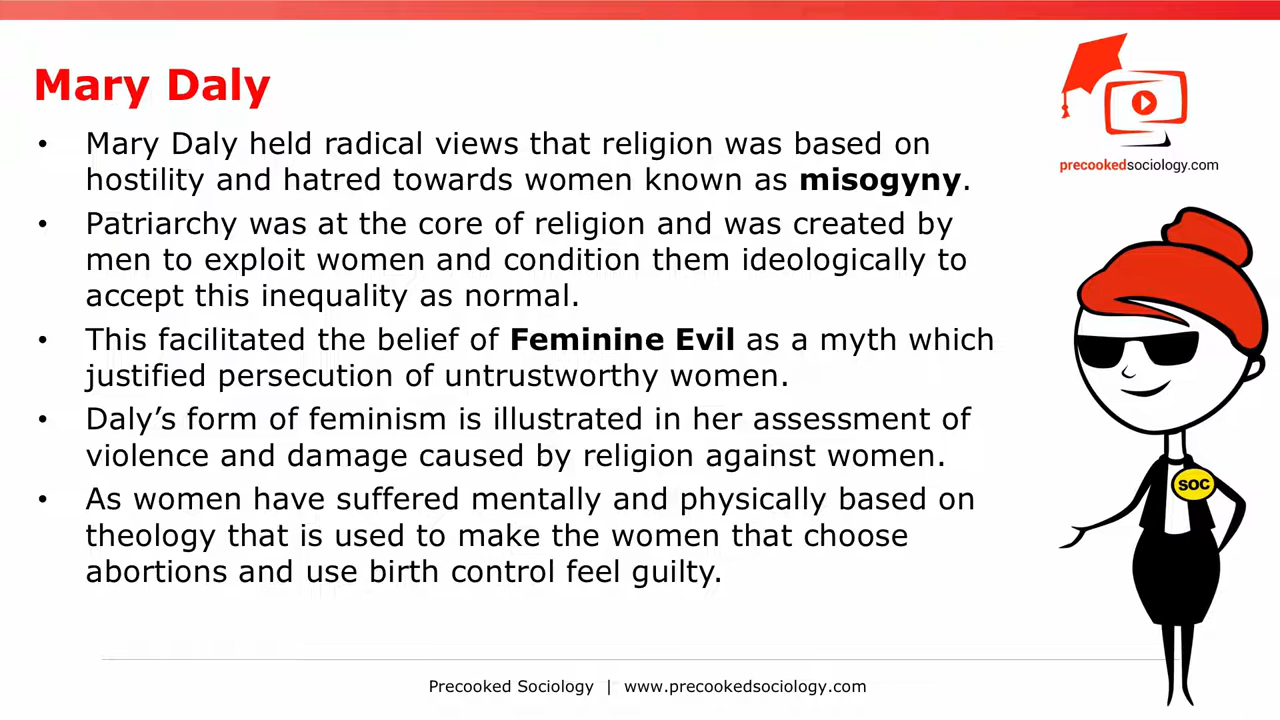 Mary Daly
precookedsociology.com
• Mary Daly held radical views that religion was based on
hostility and hatred towards women known as misogyny.
• Patriarchy was at the core of religion and was created by
men to exploit women and condition them ideologically to
accept this inequality as normal.
• This facilitated the belief of Feminine Evil as a myth which
justified persecution of untrustworthy women.
• Daly’s form of feminism is illustrated in her assessment of
violence and damage caused by religion against women.
• As women have suffered mentally and physically based on
theology that is used to make the women that choose
abortions and use birth control feel guilty.
SOC
Precooked Sociology | www.precookedsociology.com